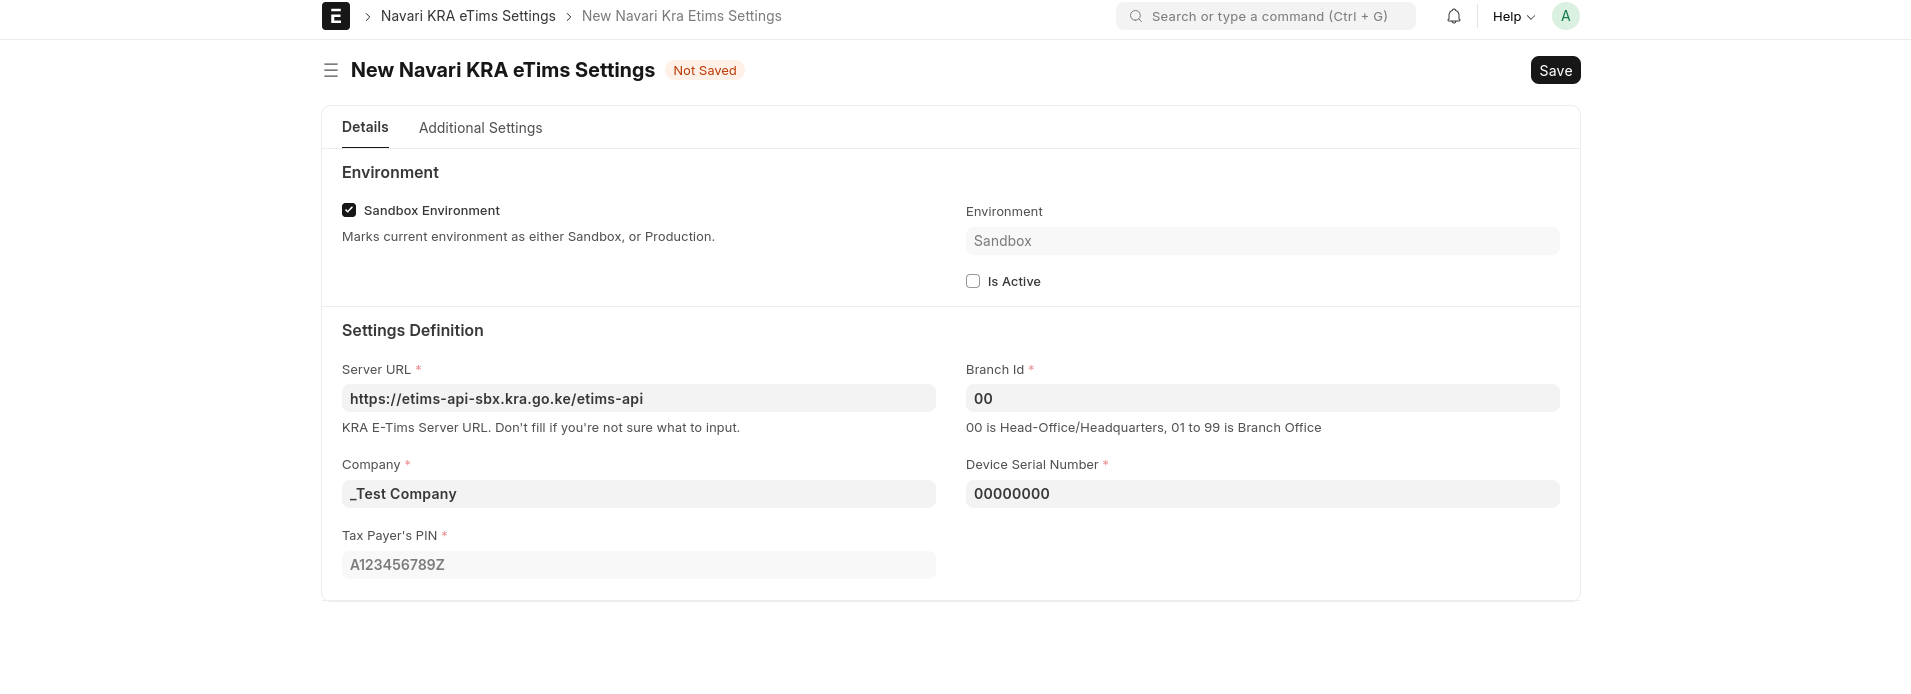 E Navari KRA eTims Settings New Navari Kra Etims Settings Search or type a command (Ctrl + G) Help A
New Navari KRA eTims Settings Not Saved Save
Details Additional Settings
Environment
Sandbox Environment
Marks current environment as either Sandbox, or Production.
Environment
Sandbox
Is Active
Settings Definition
Server URL *
https://etims-api-sbx.kra.go.ke/etims-api
KRA E-Tims Server URL. Don't fill if you're not sure what to input.
Company *
_Test Company
Tax Payer's PIN *
A123456789Z
Branch Id *
00
00 is Head-Office/Headquarters, 01 to 99 is Branch Office
Device Serial Number *
00000000